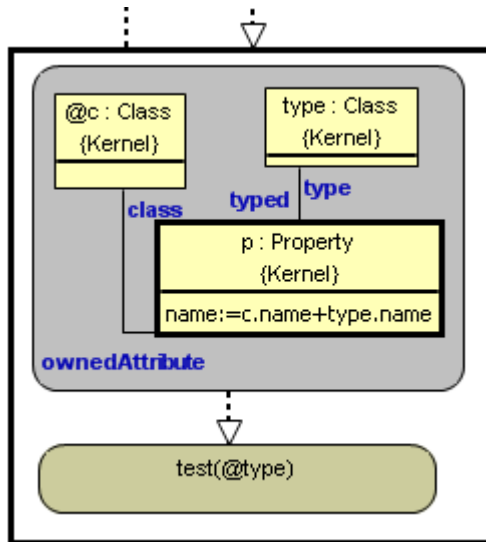 @c : Class
{Kernel}
type : Class
{Kernel}
class
typed
type
p : Property
{Kernel}
name:=c.name+type.name
ownedAttribute
test(@type)